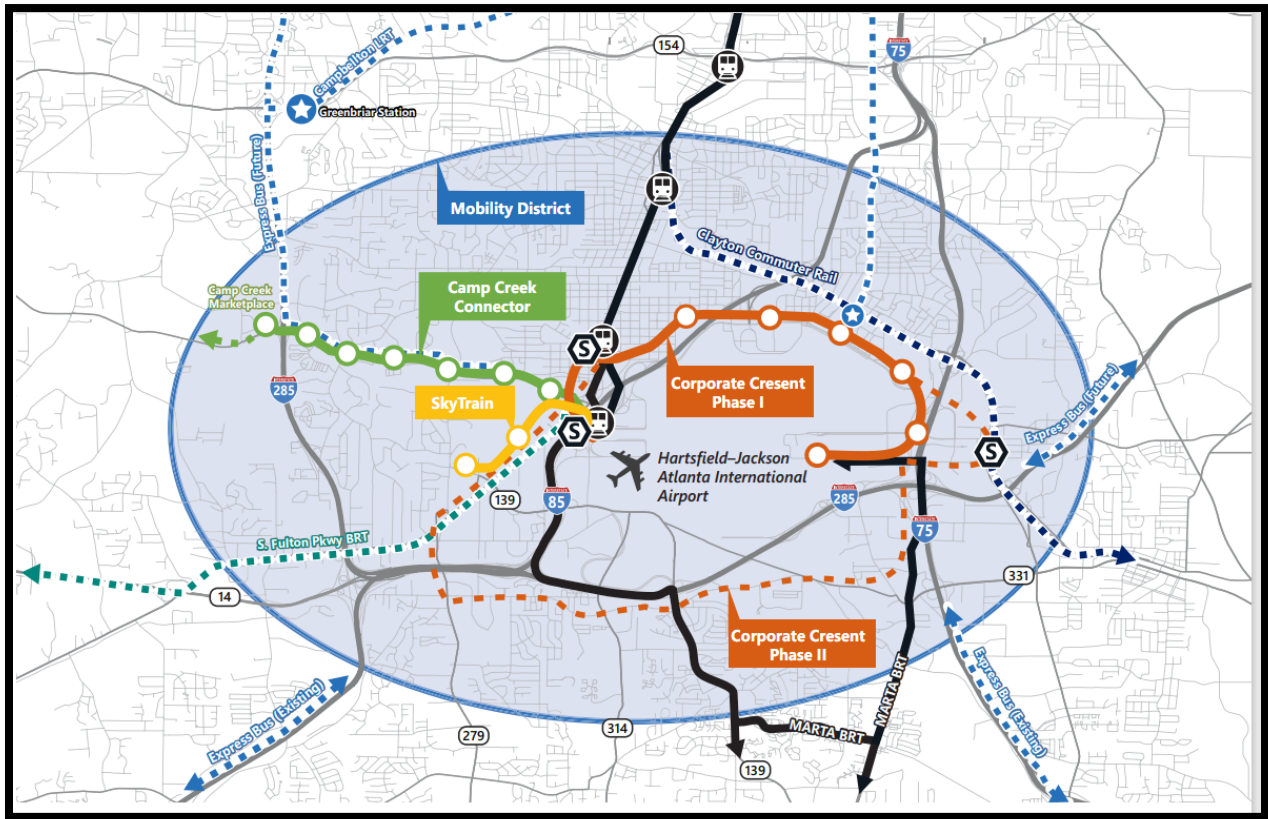 Campbellton LRT
154
75
Greenbriar Station
Express Bus (Future)
Mobility District
Clayton Commuter Rail
Camp Creek
Marketplace
Camp Creek
Connector
S
285
SkyTrain
Corporate Cresent
Phase I
Express Bus (Future)
S
S
Hartsfield–Jackson
Atlanta International
Airport
139
85
285
75
S. Fulton Pkwy BRT
14
331
Corporate Cresent
Phase II
Express Bus (Existing)
MARTA BRT
Express Bus (Existing)
279
314
MARTA BRT
139